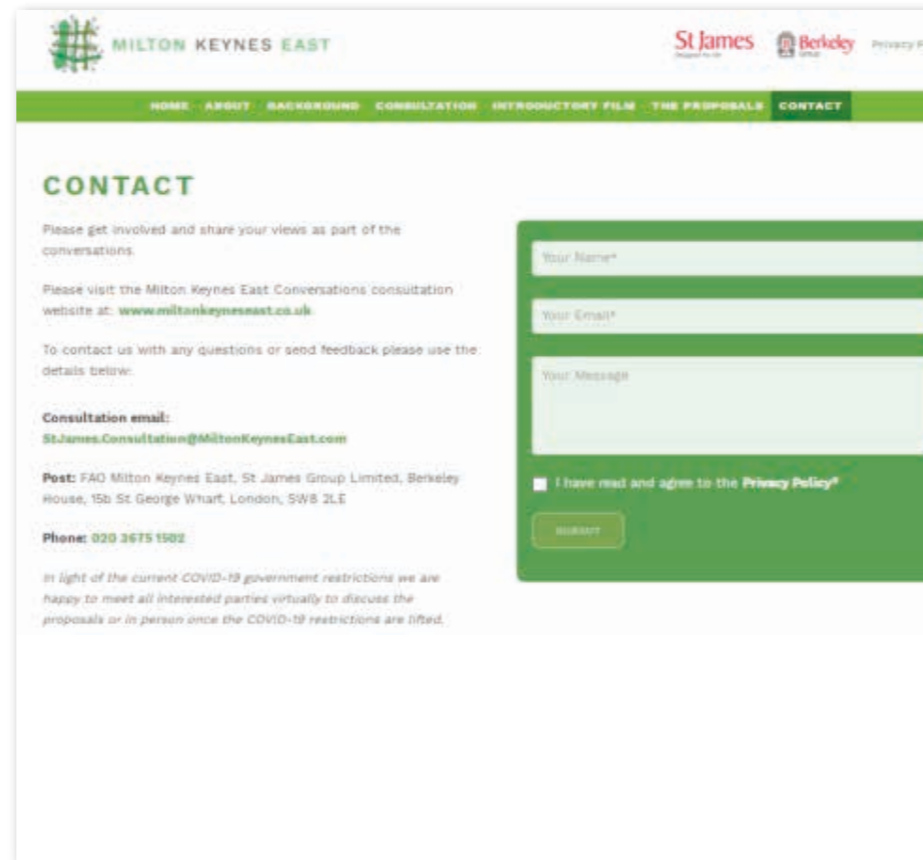 MILTON KEYNES EAST
St James
Designed for life
Berkeley
Group
Privacy P
HOME ABOUT BACKGROUND CONSULTATION INTRODUCTORY FILM THE PROPOSALS CONTACT
CONTACT
Please get involved and share your views as part of the
conversations.
Please visit the Milton Keynes East Conversations consultation
website at: www.miltonkeyneseast.co.uk
To contact us with any questions or send feedback please use the
details below:
Consultation email:
StJames.Consultation@MiltonKeynesEast.com
Post: FAO Milton Keynes East, St James Group Limited, Berkeley
House, 15b St George Wharf, London, SW8 2LE
Phone: 020 3675 1502
In light of the current COVID-19 government restrictions we are
happy to meet all interested parties virtually to discuss the
proposals or in person once the COVID-19 restrictions are lifted.
Your Name*
Your Email*
Your Message
I have read and agree to the Privacy Policy*
SUBMIT